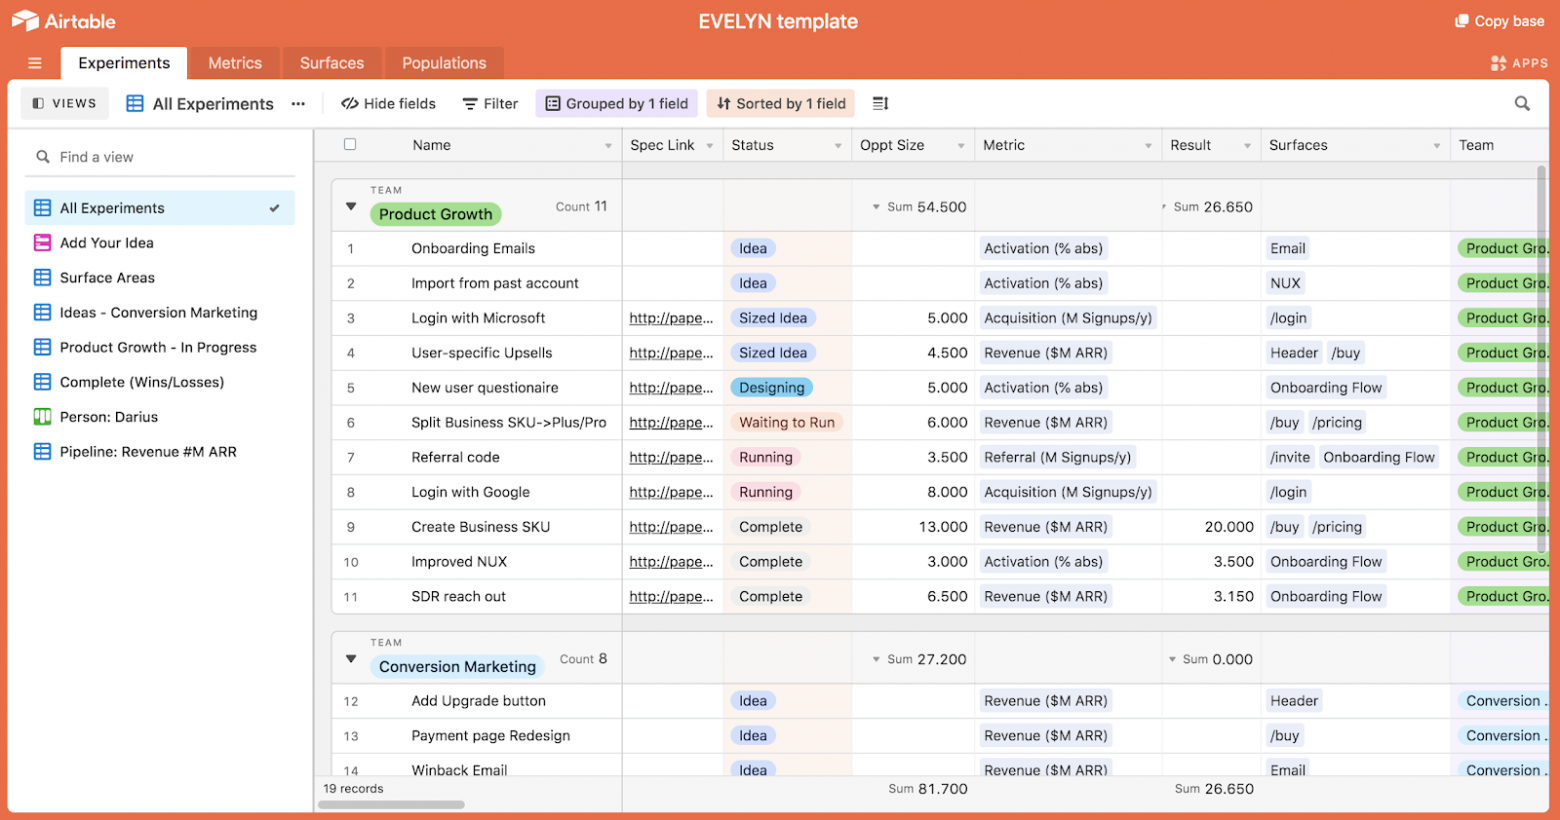 Airtable EVELYN template Copy base
Experiments Metrics Surfaces Populations APPS
VIEWS All Experiments ... Hide fields Filter Grouped by 1 field Sorted by 1 field
Find a view
All Experiments
Add Your Idea
Surface Areas
Ideas - Conversion Marketing
Product Growth - In Progress
Complete (Wins/Losses)
Person: Darius
Pipeline: Revenue #M ARR
Name Spec Link Status Oppt Size Metric Result Surfaces Team
TEAM
Product Growth Count 11 Sum 54.500 Sum 26.650
1 Onboarding Emails Idea Activation (% abs) Email Product Gro...
2 Import from past account Idea Activation (% abs) NUX Product Gro...
3 Login with Microsoft http://pape... Sized Idea 5.000 Acquisition (M Signups/y) /login Product Gro...
4 User-specific Upsells http://pape... Sized Idea 4.500 Revenue ($M ARR) Header /buy Product Gro...
5 New user questionaire http://pape... Designing 5.000 Activation (% abs) Onboarding Flow Product Gro...
6 Split Business SKU->Plus/Pro http://pape... Waiting to Run 6.000 Revenue ($M ARR) /buy /pricing Product Gro...
7 Referral code http://pape... Running 3.500 Referral (M Signups/y) /invite Onboarding Flow Product Gro...
8 Login with Google http://pape... Running 8.000 Acquisition (M Signups/y) /login Product Gro...
9 Create Business SKU http://pape... Complete 13.000 Revenue ($M ARR) 20.000 /buy /pricing Product Gro...
10 Improved NUX http://pape... Complete 3.000 Activation (% abs) 3.500 Onboarding Flow Product Gro...
11 SDR reach out http://pape... Complete 6.500 Revenue ($M ARR) 3.150 Onboarding Flow Product Gro...
TEAM
Conversion Marketing Count 8 Sum 27.200 Sum 0.000
12 Add Upgrade button Idea Revenue ($M ARR) Header Conversion ...
13 Payment page Redesign Idea Revenue ($M ARR) /buy Conversion ...
14 Winback Email Idea Revenue ($M ARR) Email Conversion ...
19 records Sum 81.700 Sum 26.650